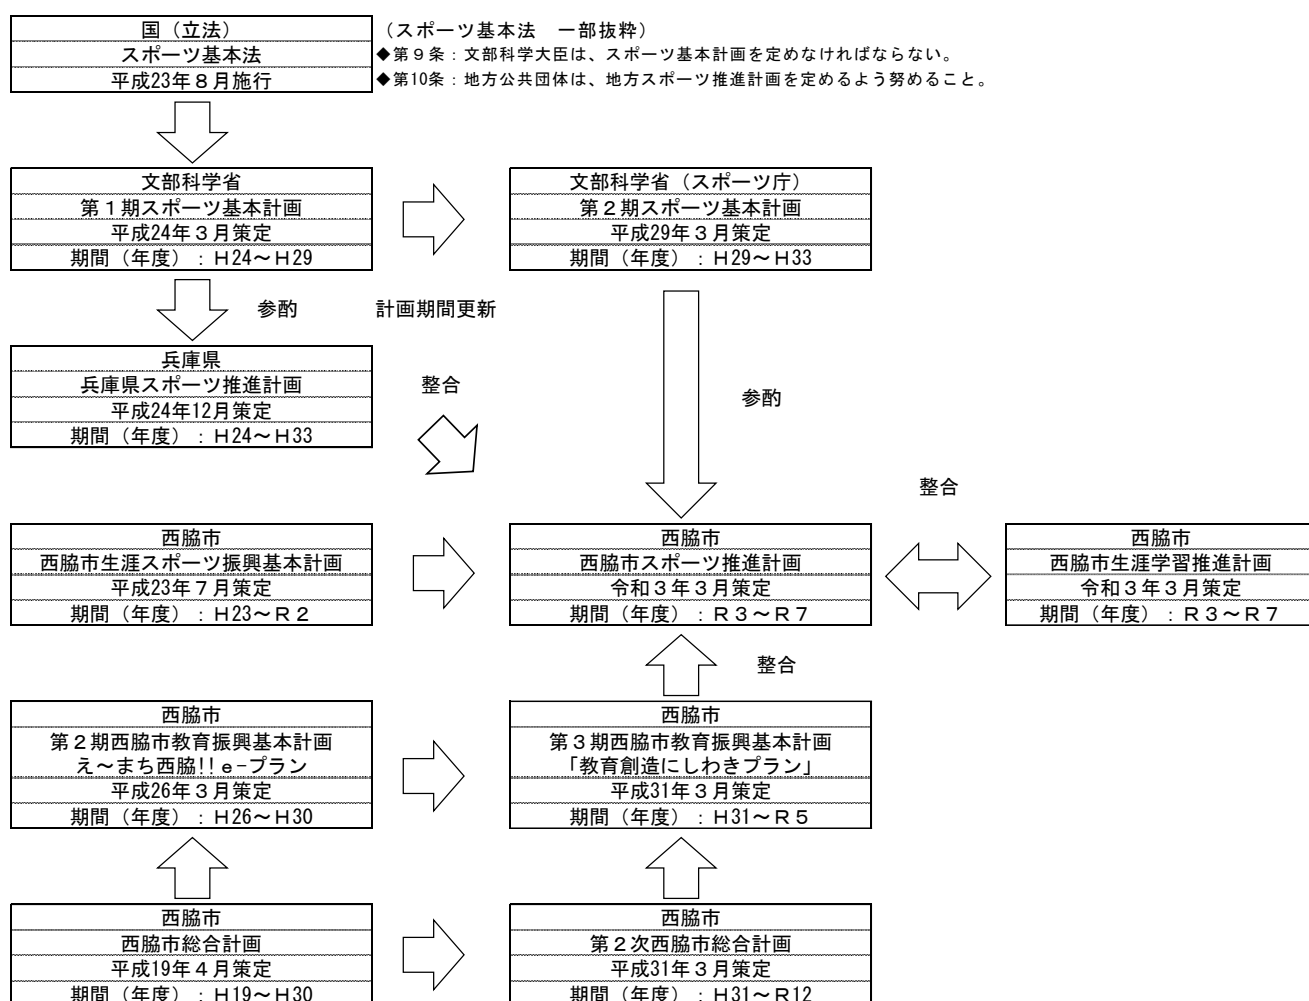 国（立法）
スポーツ基本法
平成23年８月施行
（スポーツ基本法　一部抜粋）
◆第９条：文部科学大臣は、スポーツ基本計画を定めなければならない。
◆第10条：地方公共団体は、地方スポーツ推進計画を定めるよう努めること。
文部科学省
第１期スポーツ基本計画
平成24年３月策定
期間（年度）：Ｈ24～Ｈ29
文部科学省（スポーツ庁）
第２期スポーツ基本計画
平成29年３月策定
期間（年度）：Ｈ29～Ｈ33
参酌
計画期間更新
兵庫県
兵庫県スポーツ推進計画
平成24年12月策定
期間（年度）：Ｈ24～Ｈ33
整合
参酌
整合
西脇市
西脇市生涯スポーツ振興基本計画
平成23年７月策定
期間（年度）：Ｈ23～Ｒ２
西脇市
西脇市スポーツ推進計画
令和３年３月策定
期間（年度）：Ｒ３～Ｒ７
西脇市
西脇市生涯学習推進計画
令和３年３月策定
期間（年度）：Ｒ３～Ｒ７
整合
西脇市
第２期西脇市教育振興基本計画
え～まち西脇!!ｅ-プラン
平成26年３月策定
期間（年度）：Ｈ26～Ｈ30
西脇市
第３期西脇市教育振興基本計画
「教育創造にしわきプラン」
平成31年３月策定
期間（年度）：Ｈ31～Ｒ５
西脇市
西脇市総合計画
平成19年４月策定
期間（年度）：Ｈ19～Ｈ30
西脇市
第２次西脇市総合計画
平成31年３月策定
期間（年度）：Ｈ31～Ｒ12